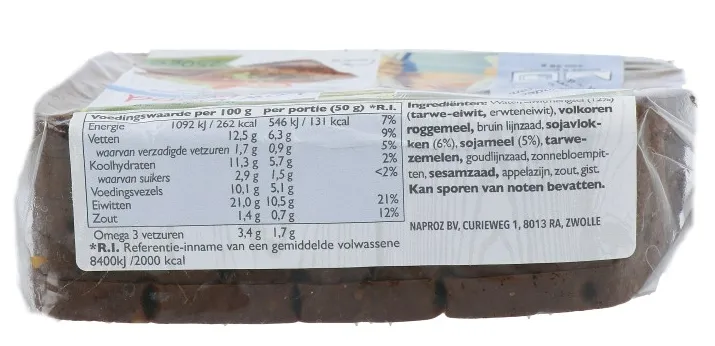 Voedingswaarde per 100 g per portie (50 g) *R.I.
Energie 1092 kJ / 262 kcal 546 kJ / 131 kcal 7%
Vetten 12,5 g 6,3 g 9%
waarvan verzadigde vetzuren 1,7 g 0,9 g 5%
Koolhydraten 11,3 g 5,7 g 2%
waarvan suikers 2,9 g 1,5 g <2%
Voedingsvezels 10,1 g 5,1 g
Eiwitten 21,0 g 10,5 g 21%
Zout 1,4 g 0,7 g 12%
Omega 3 vetzuren 3,4 g 1,7 g
*R.I. Referentie-inname van een gemiddelde volwassene
8400kJ /2000 kcal
Ingrediënten: (12%)
(tarwe-eiwit, erwteneiwit), volkoren
roggemeel, bruin lijnzaad, sojavlok-
ken (6%), sojameel (5%), tarwe-
zemelen, goudlijnzaad, zonnebloempit-
ten, sesamzaad, appelazijn, zout, gist.
Kan sporen van noten bevatten.
NAPROZ BV, CURIEWEG 1, 8013 RA, ZWOLLE